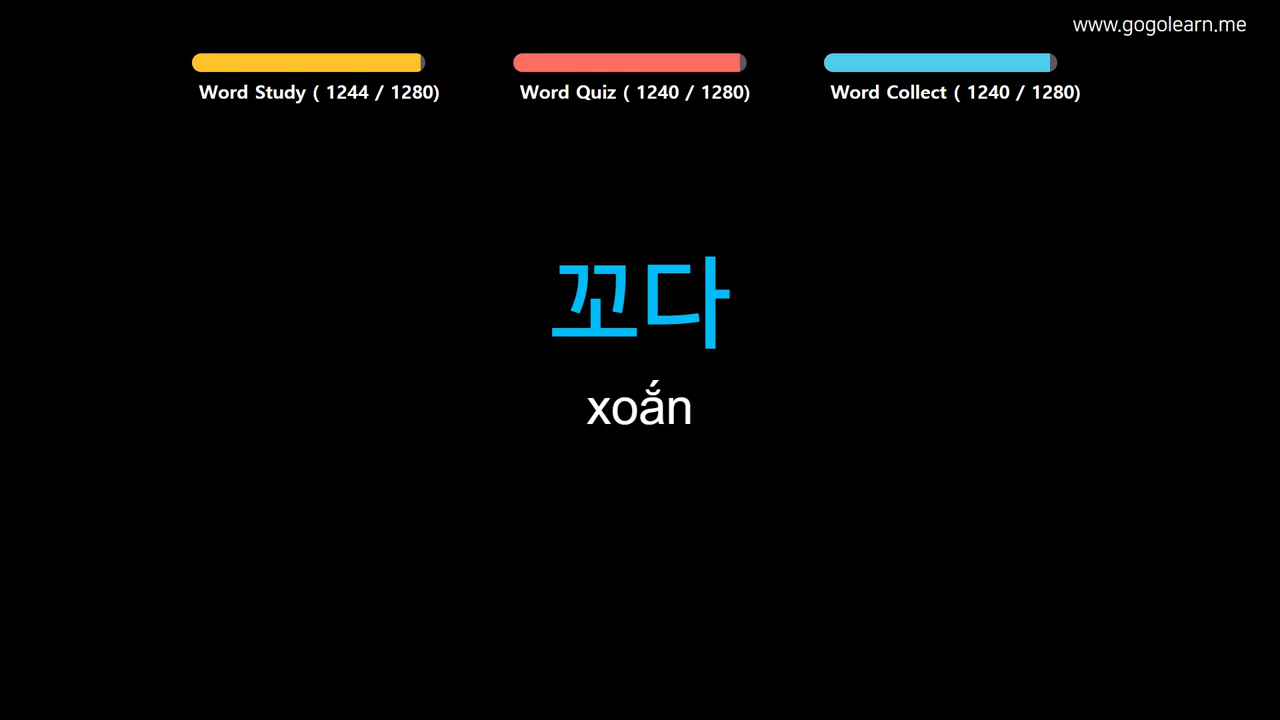 www.gogolearn.me
Word Study ( 1244 / 1280)
Word Quiz ( 1240 / 1280)
Word Collect ( 1240 / 1280)
꼬다
xoắn